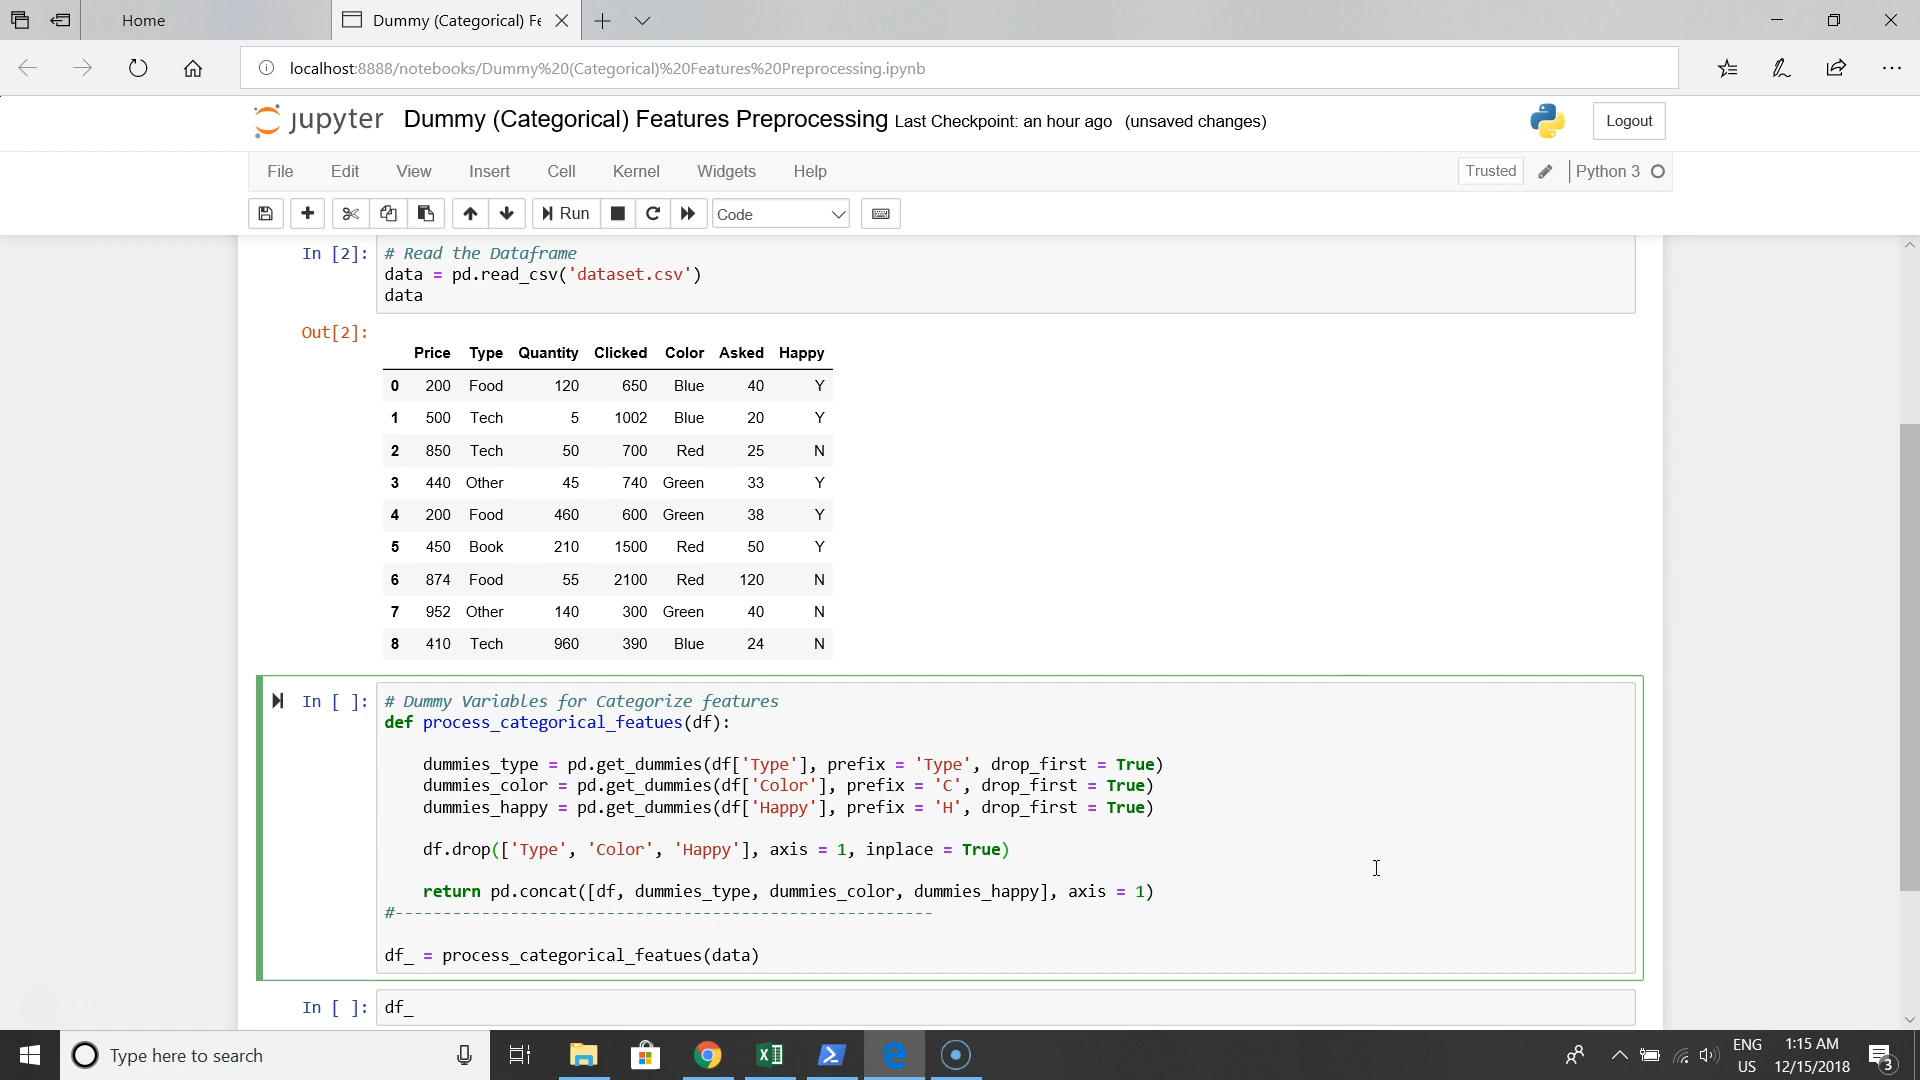 Home
Dummy (Categorical) Fe
localhost:8888/notebooks/Dummy%20(Categorical)%20Features%20Preprocessing.ipynb
jupyter Dummy (Categorical) Features Preprocessing Last Checkpoint: an hour ago (unsaved changes)
Logout
File Edit View Insert Cell Kernel Widgets Help
Trusted
Python 3
Run
Code
In [2]: # Read the Dataframe
data = pd.read_csv('dataset.csv')
data
Out[2]:
Price Type Quantity Clicked Color Asked Happy
0 200 Food 120 650 Blue 40 Y
1 500 Tech 5 1002 Blue 20 Y
2 850 Tech 50 700 Red 25 N
3 440 Other 45 740 Green 33 Y
4 200 Food 460 600 Green 38 Y
5 450 Book 210 1500 Red 50 Y
6 874 Food 55 2100 Red 120 N
7 952 Other 140 300 Green 40 N
8 410 Tech 960 390 Blue 24 N
In [ ]: # Dummy Variables for Categorize features
def process_categorical_featues(df):
dummies_type = pd.get_dummies(df['Type'], prefix = 'Type', drop_first = True)
dummies_color = pd.get_dummies(df['Color'], prefix = 'C', drop_first = True)
dummies_happy = pd.get_dummies(df['Happy'], prefix = 'H', drop_first = True)
df.drop(['Type', 'Color', 'Happy'], axis = 1, inplace = True)
return pd.concat([df, dummies_type, dummies_color, dummies_happy], axis = 1)
#--------------------------------------------------------
df_ = process_categorical_featues(data)
In [ ]: df_
Type here to search
ENG
US
1:15 AM
12/15/2018
3